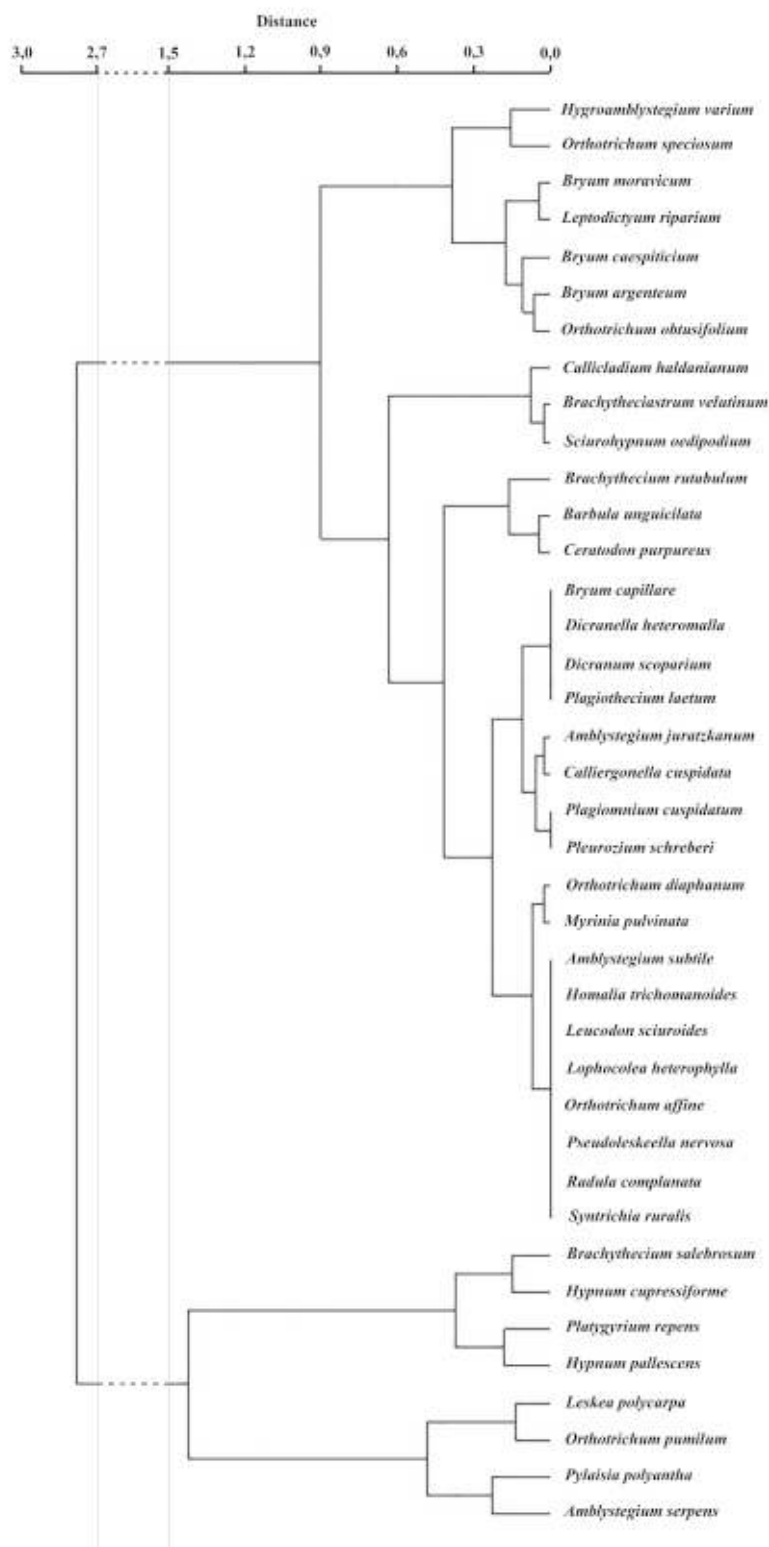 Distance
3,0 2,7 1,5 1,2 0,9 0,6 0,3 0,0
Hygroamblystegium varium
Orthotrichum speciosum
Bryum moravicum
Leptodictyum riparium
Bryum caespiticium
Bryum argenteum
Orthotrichum obtusifolium
Callicladium haldanianum
Brachytheciastrum velutinum
Sciurohypnum oedipodium
Brachythecium rutabulum
Barbula unguicilata
Ceratodon purpureus
Bryum capillare
Dicranella heteromalla
Dicranum scoparium
Plagiothecium laetum
Amblystegium juratzkanum
Calliergonella cuspidata
Plagiomnium cuspidatum
Pleurozium schreberi
Orthotrichum diaphanum
Myrinia pulvinata
Amblystegium subtile
Homalia trichomanoides
Leucodon sciuroides
Lophocolea heterophylla
Orthotrichum affine
Pseudoleskeella nervosa
Radula complanata
Syntrichia ruralis
Brachythecium salebrosum
Hypnum cupressiforme
Platygyrium repens
Hypnum pallescens
Leskea polycarpa
Orthotrichum pumilum
Pylaisia polyantha
Amblystegium serpens